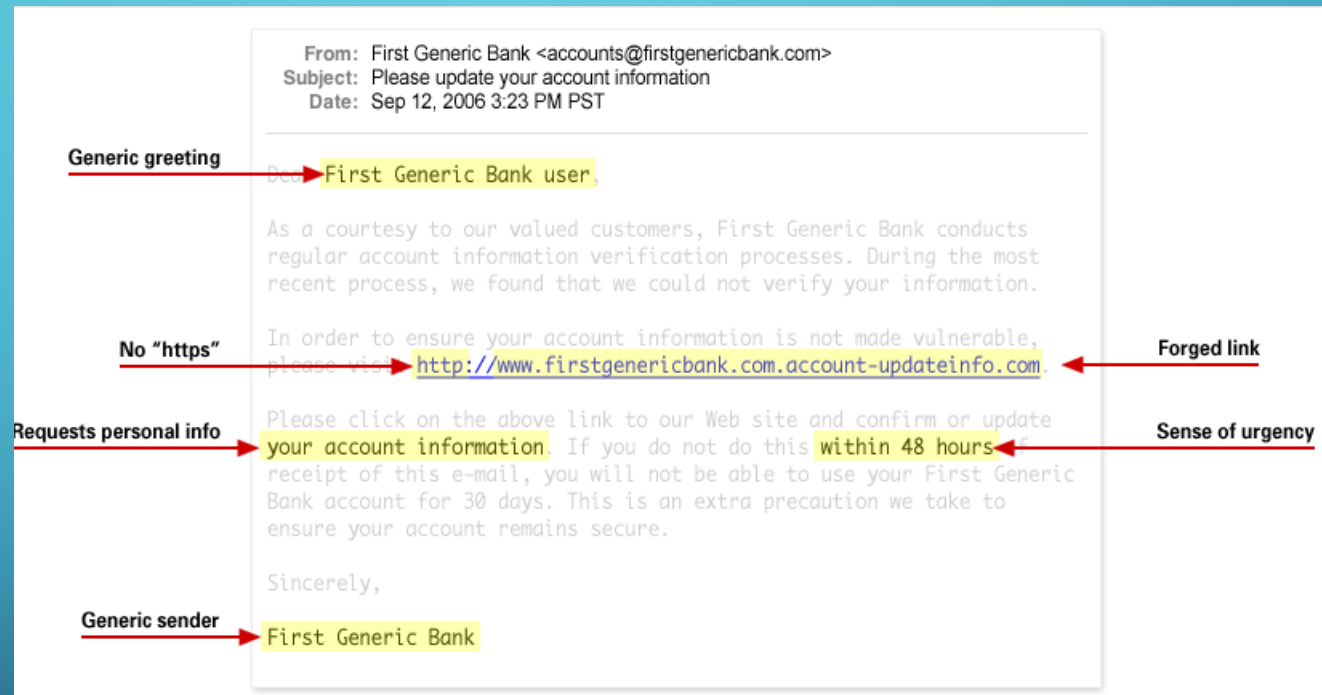 From: First Generic Bank <accounts@firstgenericbank.com>
Subject: Please update your account information
Date: Sep 12, 2006 3:23 PM PST
Generic greeting
Dea First Generic Bank user,
As a courtesy to our valued customers, First Generic Bank conducts
regular account information verification processes. During the most
recent process, we found that we could not verify your information.
In order to ensure your account information is not made vulnerable,
No “https”
please visi http://www.firstgenericbank.com.account-updateinfo.com.
Forged link
Please click on the above link to our Web site and confirm or update
Requests personal info
your account information. If you do not do this within 48 hours f
Sense of urgency
receipt of this e-mail, you will not be able to use your First Generic
Bank account for 30 days. This is an extra precaution we take to
ensure your account remains secure.
Sincerely,
Generic sender
First Generic Bank